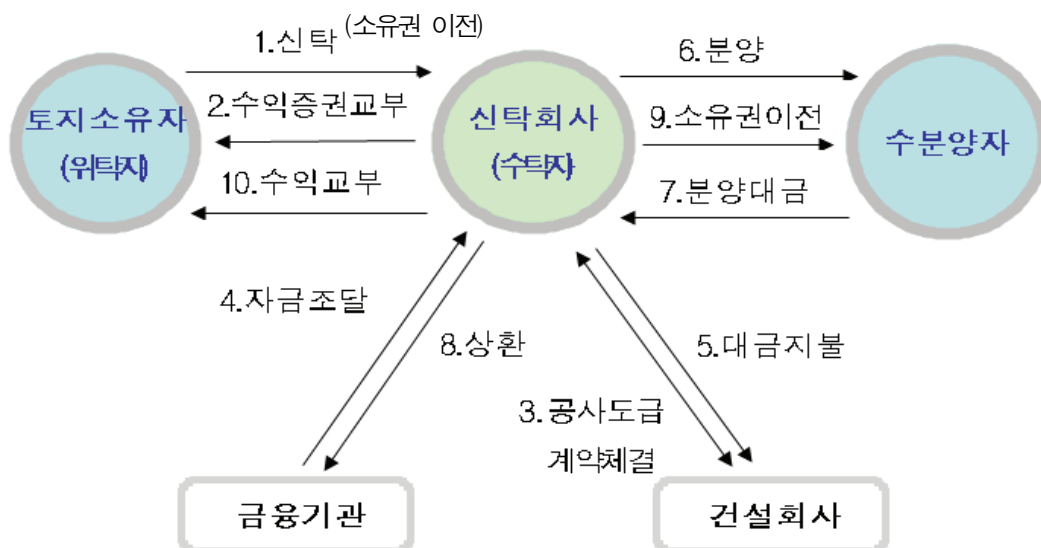 1.신탁 (소유권 이전)
6.분양
토지소유자
(위탁자)
2.수익증권교부
신탁회사
(수탁자)
9.소유권이전
수분양자
10.수익교부
7.분양대금
4.자금조달
8.상환
5.대금지불
3.공사도급
계약체결
금융기관
건설회사